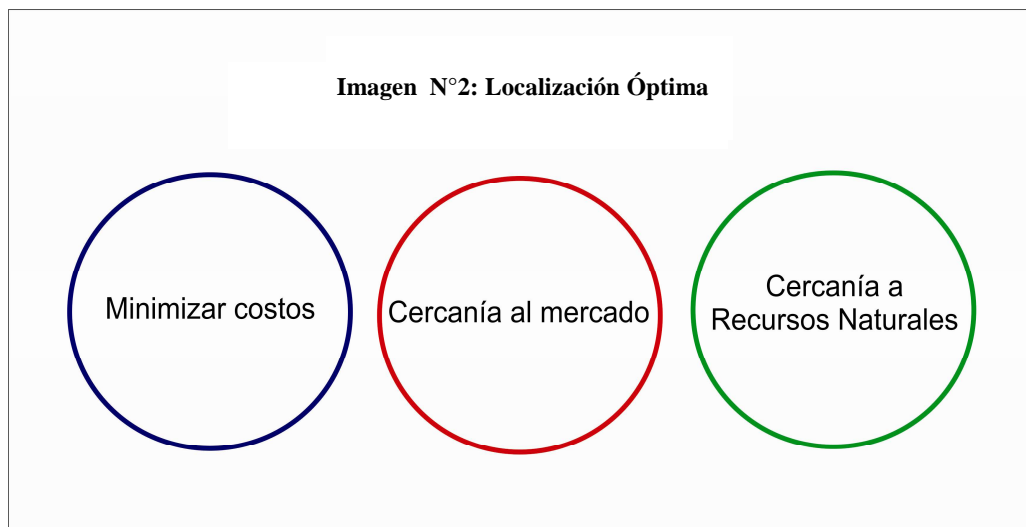 Imagen N°2: Localización Óptima
Minimizar costos
Cercanía al mercado
Cercanía a
Recursos Naturales